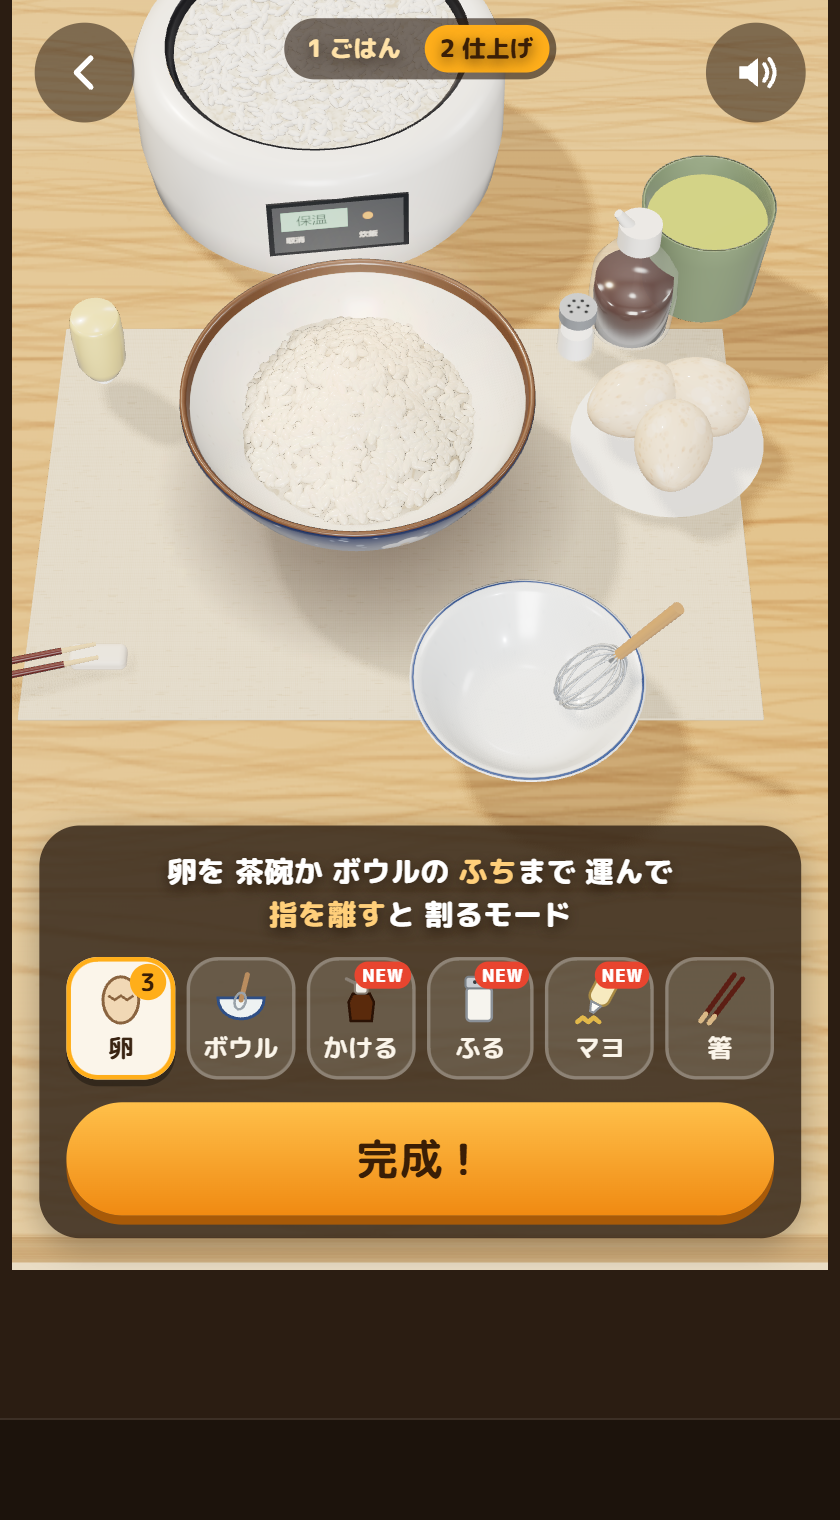 1 ごはん
2 仕上げ
保温
炊飯
卵を 茶碗か ボウルの ふちまで 運んで
指を離すと 割るモード
3
NEW
NEW
NEW
卵
ボウル
かける
ふる
マヨ
箸
完成！